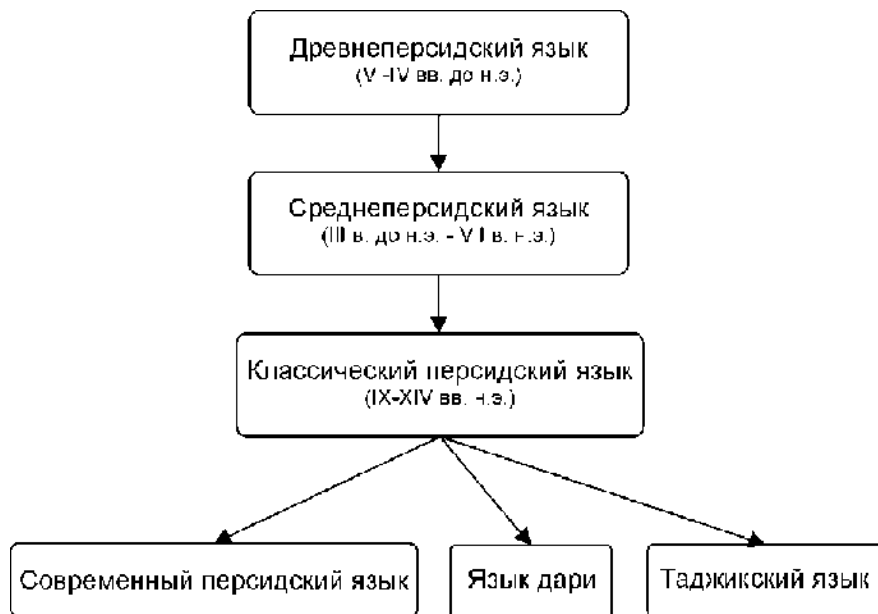 Древнеперсидский язык
(V -IV вв. до н.э.)
Среднеперсидский язык
(III в. до н.э. - VII в. н.э.)
Классический персидский язык
(IX-XIV вв. н.э.)
Современный персидский язык
Язык дари
Таджикский язык